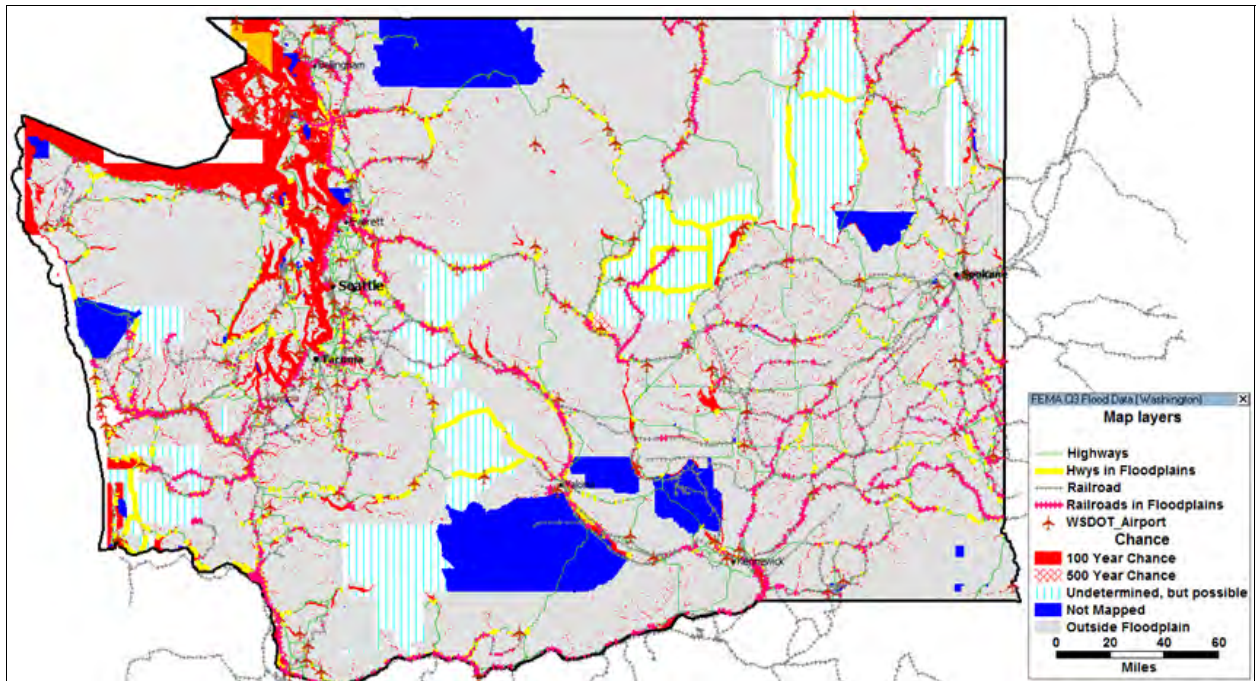 Bellingham
Everett
Seattle
Spokane
Tacoma
Kennewick
FEMA Q3 Flood Data (Washington)
Map layers
Highways
Hwys in Floodplains
Railroad
Railroads in Floodplains
WSDOT_Airport
Chance
100 Year Chance
500 Year Chance
Undetermined, but possible
Not Mapped
Outside Floodplain
0 20 40 60
Miles